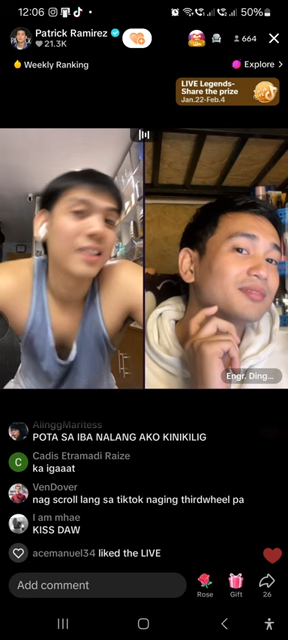 12:06
50%
Patrick Ramirez
21.3K
664
Weekly Ranking
Explore >
LIVE Legends-
Share the prize
Jan.22-Feb.4
Engr. Ding...
AlinggMaritess
POTA SA IBA NALANG AKO KINIKILIG
C
Cadis Etramadi Raize
ka igaaat
VenDover
nag scroll lang sa tiktok naging thirdwheel pa
I am mhae
KISS DAW
acemanuel34 liked the LIVE
Add comment
Rose
Gift
26